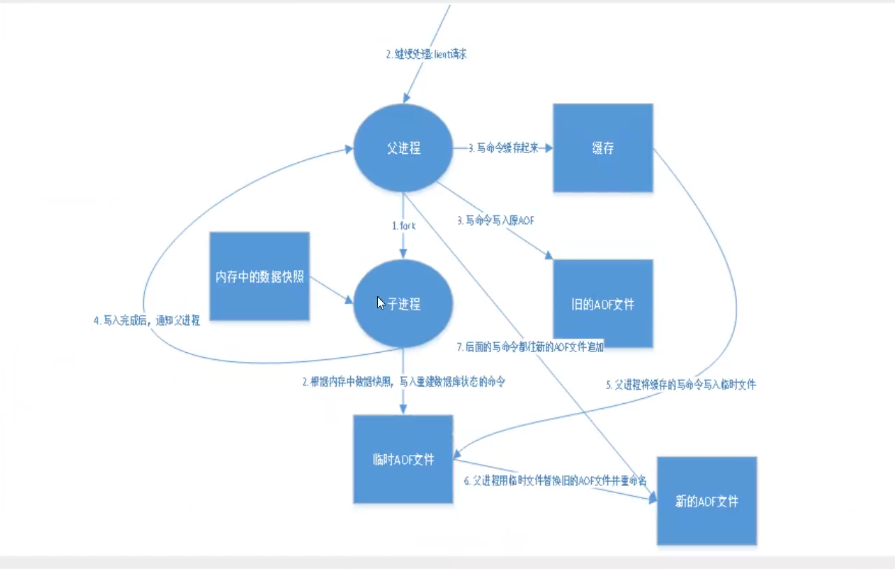 2. 继续处理client请求
父进程
3. 写命令缓存起来
缓存
1.fork
3. 写命令写入原AOF
内存中的数据快照
子进程
旧的AOF文件
4. 写入完成后，通知父进程
7. 后面的写命令都往新的AOF文件追加
2. 根据内存中数据快照，写入重建数据库状态的命令
5. 父进程将缓存的写命令写入临时文件
临时AOF文件
6. 父进程用临时文件替换旧的AOF文件并重命名
新的AOF文件